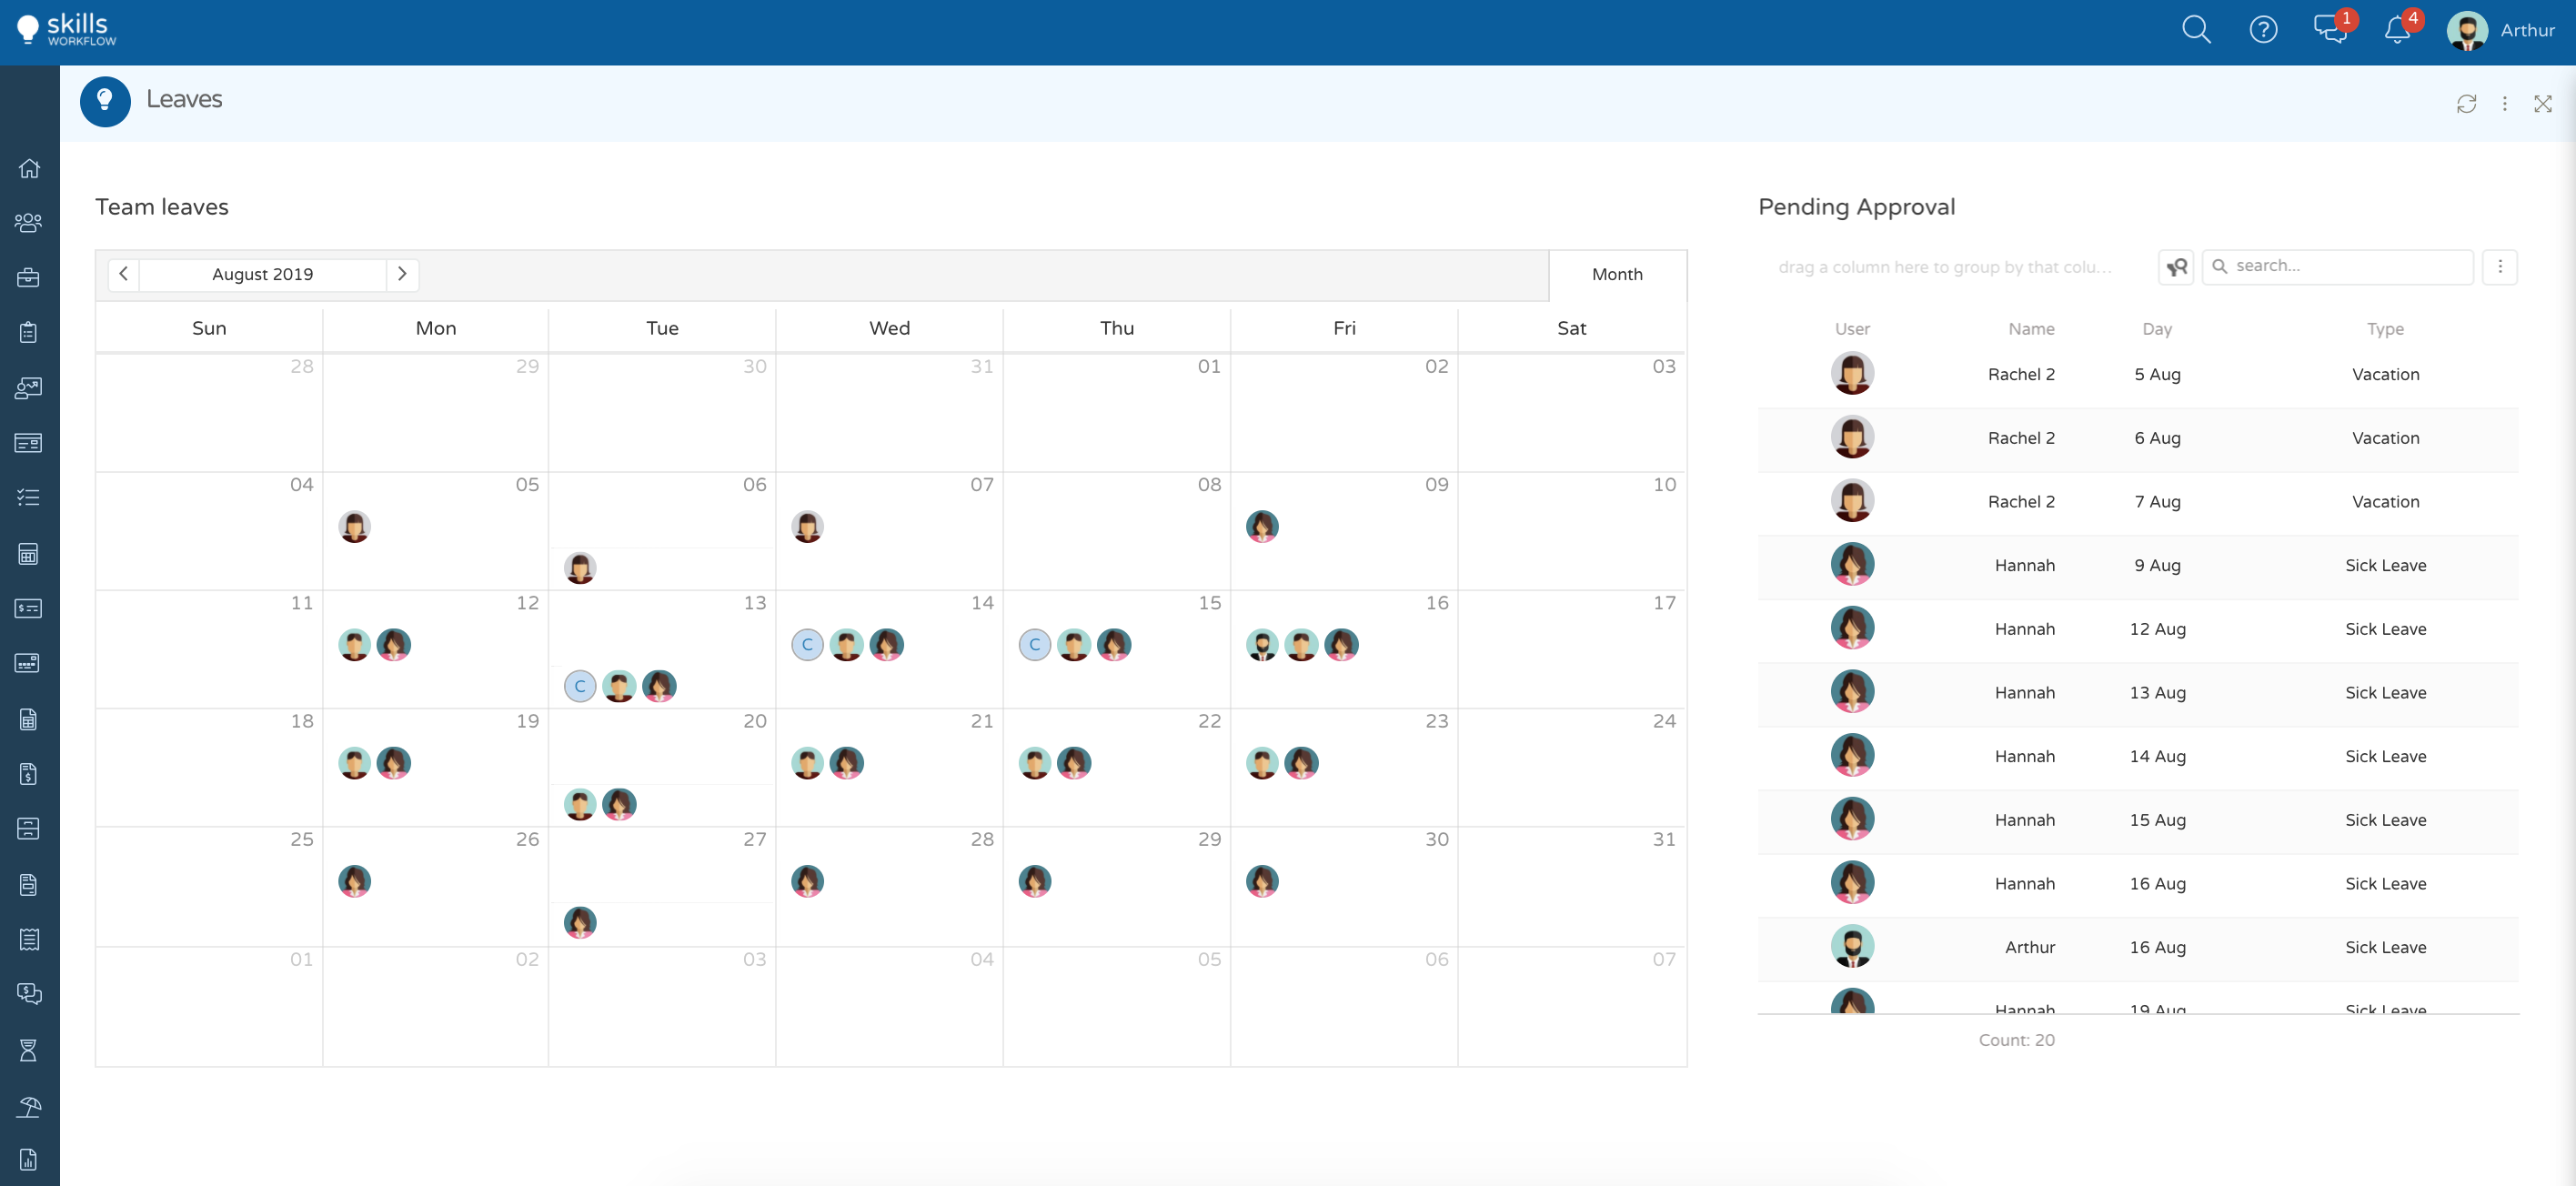 skills
WORKFLOW
1
4
Arthur
Leaves
Team leaves
Pending Approval
August 2019
Month
drag a column here to group by that colu...
search...
Sun Mon Tue Wed Thu Fri Sat
User Name Day Type
28 29 30 31 01 02 03
Rachel 2 5 Aug Vacation
Rachel 2 6 Aug Vacation
04 05 06 07 08 09 10
Rachel 2 7 Aug Vacation
Hannah 9 Aug Sick Leave
11 12 13 14 15 16 17
C C
C
Hannah 12 Aug Sick Leave
Hannah 13 Aug Sick Leave
18 19 20 21 22 23 24
Hannah 14 Aug Sick Leave
Hannah 15 Aug Sick Leave
25 26 27 28 29 30 31
Hannah 16 Aug Sick Leave
Arthur 16 Aug Sick Leave
01 02 03 04 05 06 07
Hannah 19 Aug Sick Leave
Count: 20